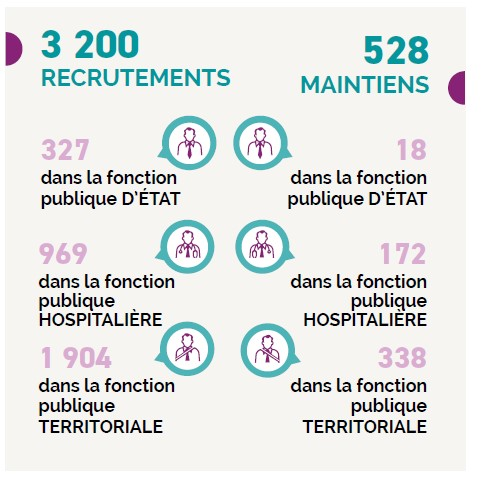 3 200
RECRUTEMENTS
528
MAINTIENS
327
dans la fonction
publique D'ÉTAT
18
dans la fonction
publique D'ÉTAT
969
dans la fonction
publique
HOSPITALIÈRE
172
dans la fonction
publique
HOSPITALIÈRE
1 904
dans la fonction
publique
TERRITORIALE
338
dans la fonction
publique
TERRITORIALE